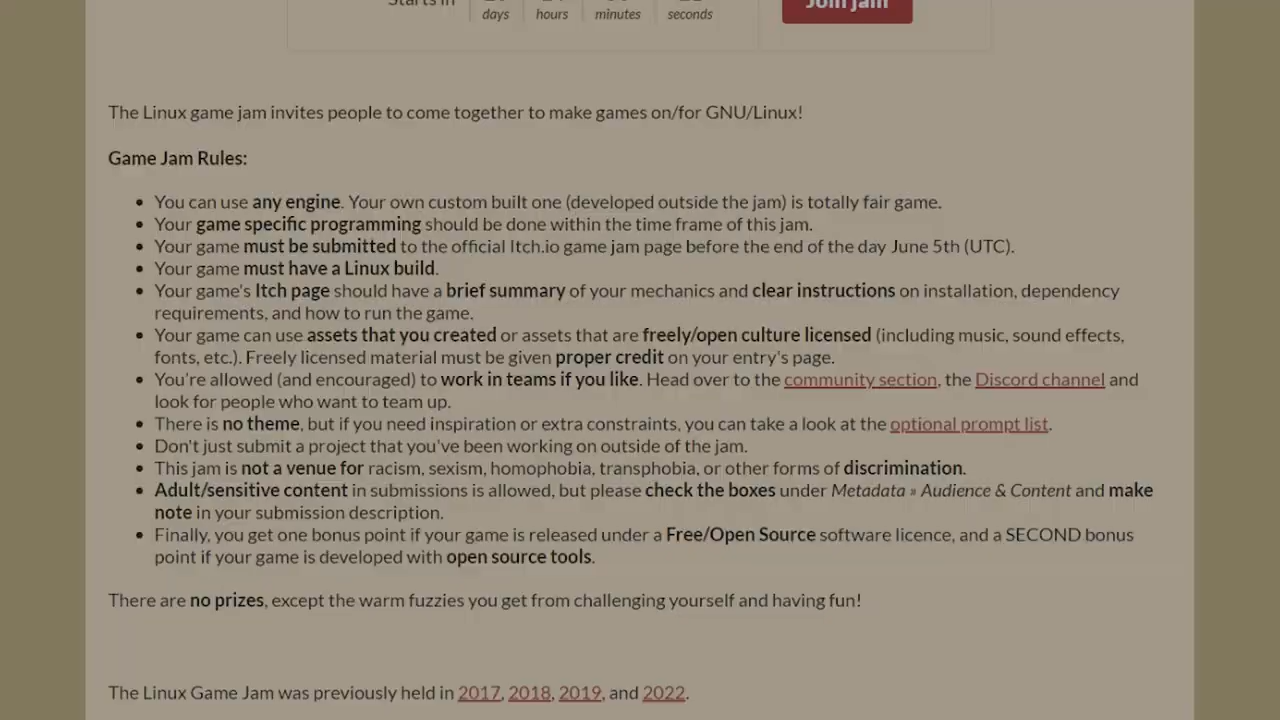 Starts in
days hours minutes seconds
Join jam
The Linux game jam invites people to come together to make games on/for GNU/Linux!
Game Jam Rules:
• You can use any engine. Your own custom built one (developed outside the jam) is totally fair game.
• Your game specific programming should be done within the time frame of this jam.
• Your game must be submitted to the official Itch.io game jam page before the end of the day June 5th (UTC).
• Your game must have a Linux build.
• Your game's Itch page should have a brief summary of your mechanics and clear instructions on installation, dependency
requirements, and how to run the game.
• Your game can use assets that you created or assets that are freely/open culture licensed (including music, sound effects,
fonts, etc.). Freely licensed material must be given proper credit on your entry's page.
• You're allowed (and encouraged) to work in teams if you like. Head over to the community section, the Discord channel and
look for people who want to team up.
• There is no theme, but if you need inspiration or extra constraints, you can take a look at the optional prompt list.
• Don't just submit a project that you've been working on outside of the jam.
• This jam is not a venue for racism, sexism, homophobia, transphobia, or other forms of discrimination.
• Adult/sensitive content in submissions is allowed, but please check the boxes under Metadata » Audience & Content and make
note in your submission description.
• Finally, you get one bonus point if your game is released under a Free/Open Source software licence, and a SECOND bonus
point if your game is developed with open source tools.
There are no prizes, except the warm fuzzies you get from challenging yourself and having fun!
The Linux Game Jam was previously held in 2017, 2018, 2019, and 2022.